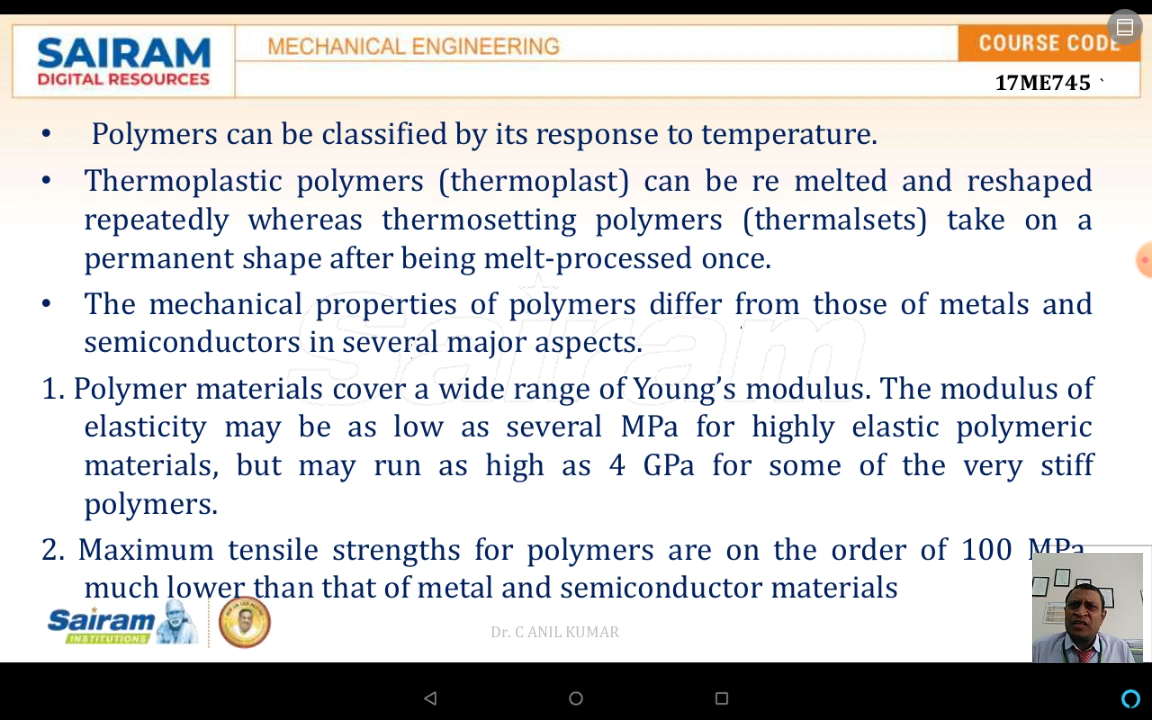 SAIRAM
DIGITAL RESOURCES
MECHANICAL ENGINEERING
COURSE CODE
17ME745 `
• Polymers can be classified by its response to temperature.
• Thermoplastic polymers (thermoplast) can be re melted and reshaped
repeatedly whereas thermosetting polymers (thermalsets) take on a
permanent shape after being melt-processed once.
• The mechanical properties of polymers differ from those of metals and
semiconductors in several major aspects.
1. Polymer materials cover a wide range of Young’s modulus. The modulus of
elasticity may be as low as several MPa for highly elastic polymeric
materials, but may run as high as 4 GPa for some of the very stiff
polymers.
2. Maximum tensile strengths for polymers are on the order of 100 MPa
much lower than that of metal and semiconductor materials
Sairam
INSTITUTIONS
Dr. C ANIL KUMAR
Sairam